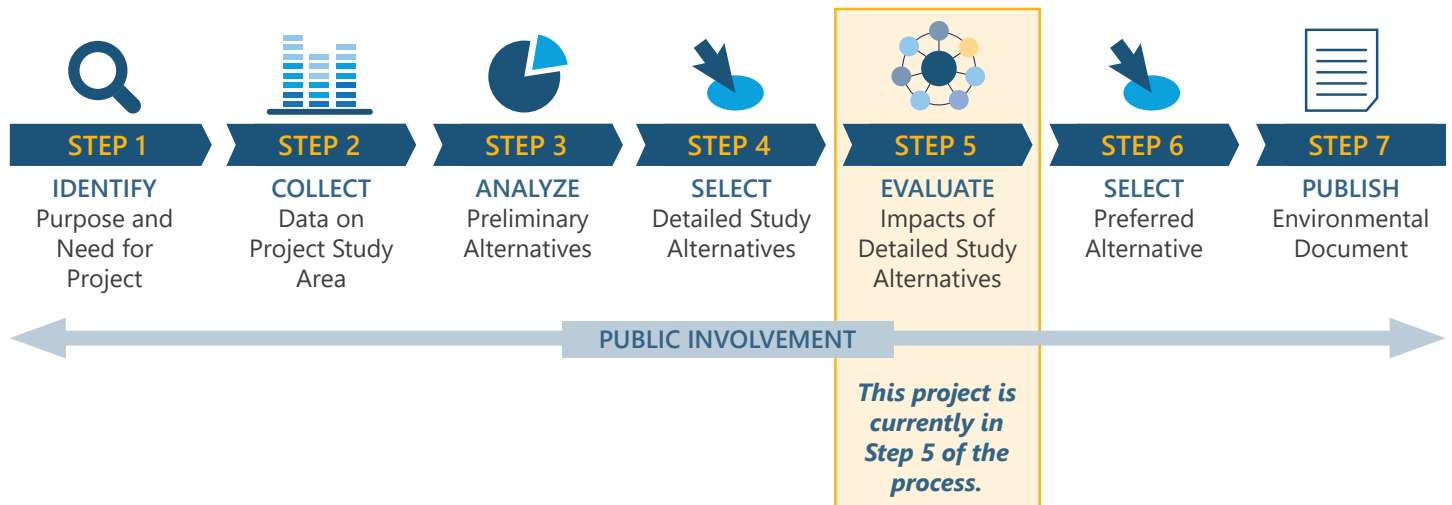 STEP 1
IDENTIFY
Purpose and
Need for
Project
STEP 2
COLLECT
Data on
Project Study
Area
STEP 3
ANALYZE
Preliminary
Alternatives
STEP 4
SELECT
Detailed Study
Alternatives
STEP 5
EVALUATE
Impacts of
Detailed Study
Alternatives
STEP 6
SELECT
Preferred
Alternative
STEP 7
PUBLISH
Environmental
Document
PUBLIC INVOLVEMENT
This project is
currently in
Step 5 of the
process.